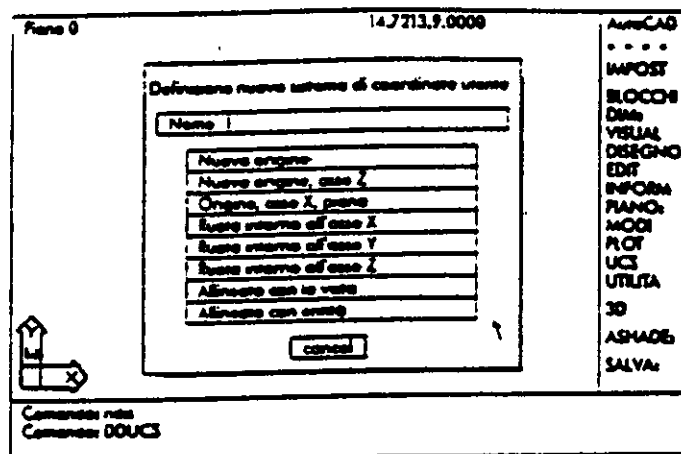 Piano 0
14.7213,9.0000
AutoCAD
* * * *
IMPOST
BLOCCHI
DIM:
VISUAL
DISEGNO
EDIT
INFORM
PIANO:
MODI
PLOT
UCS
UTILITA
3D
ASHADE:
SALVA:
Definizione nuovo sistema di coordinate utente
Nome
Nuova origine
Nuova origine, asse Z
Origine, asse X, piano
Ruota intorno all'asse X
Ruota intorno all'asse Y
Ruota intorno all'asse Z
Allineato con la vista
Allineato con entità
cancel
Y
X
Comando:
Comando: DDUCS